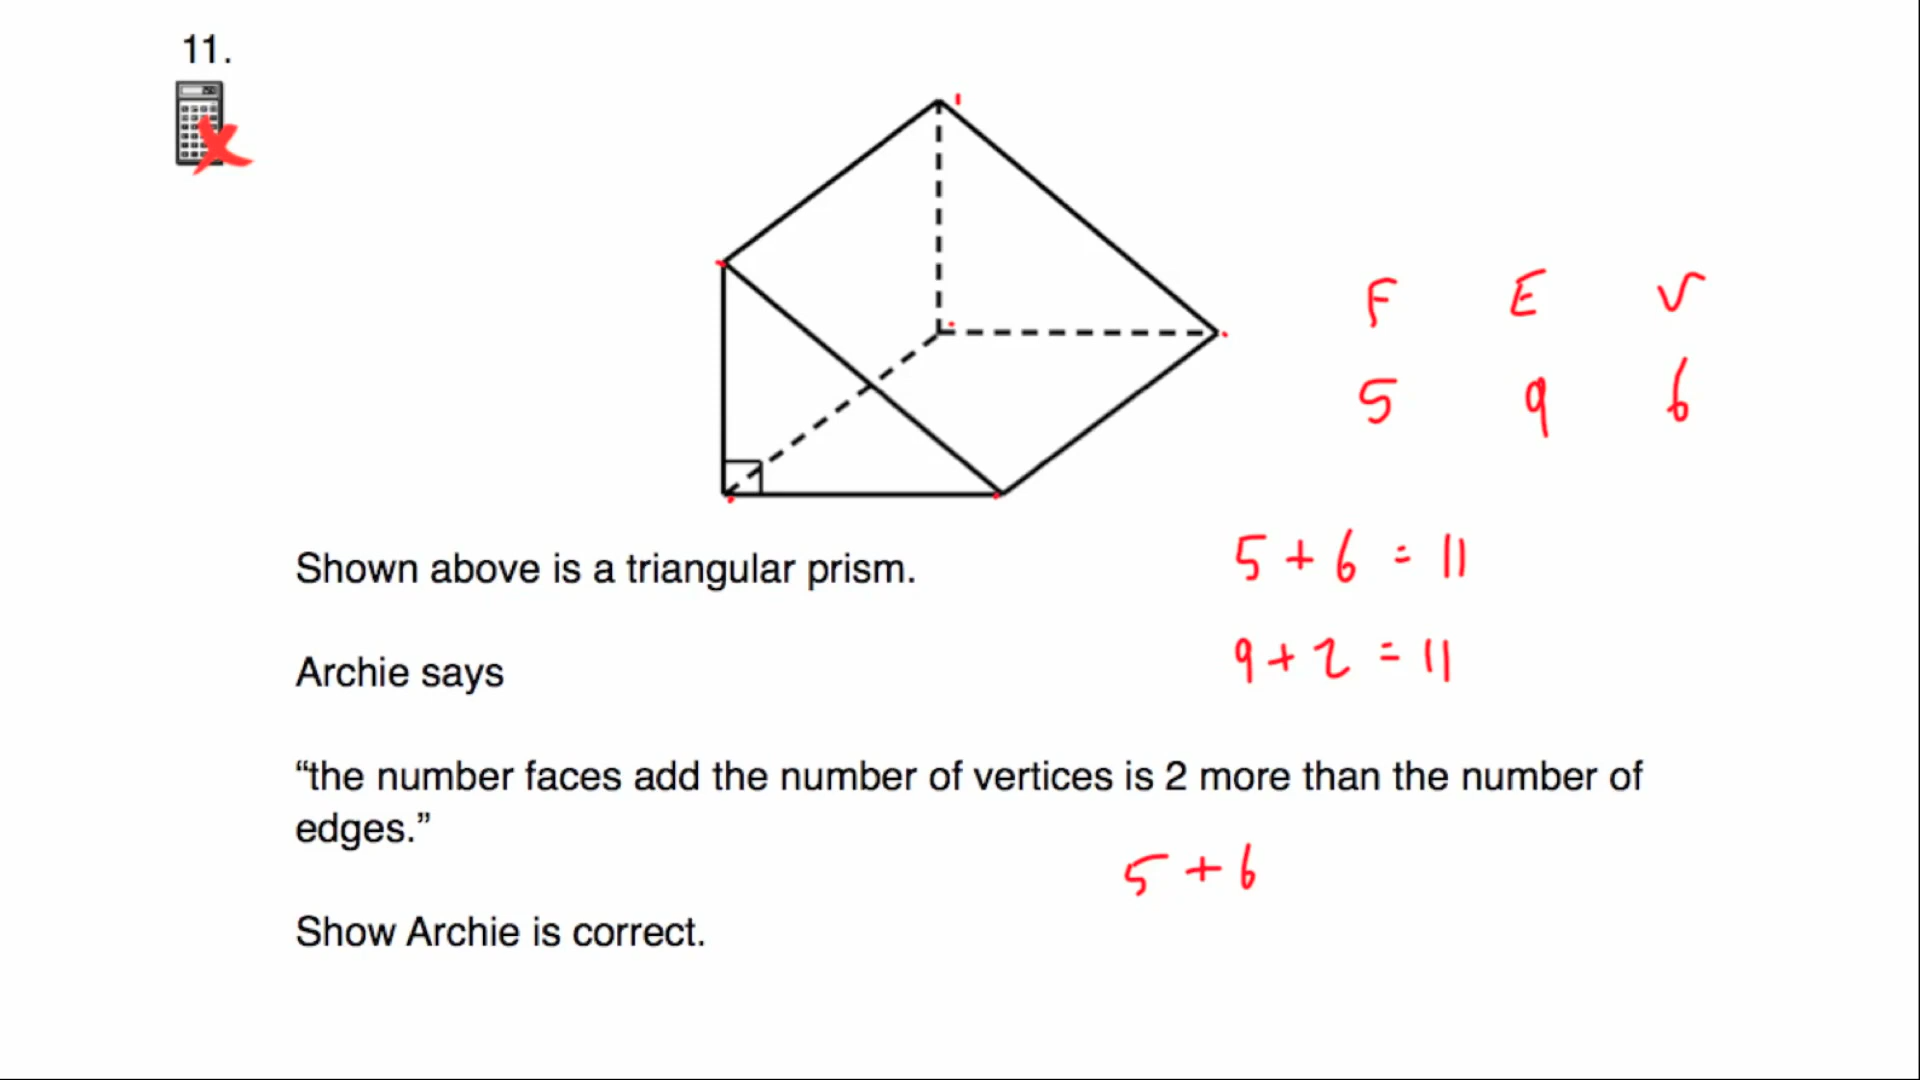 11.
F E V
5 9 6
5 + 6 = 11
Shown above is a triangular prism.
9 + 2 = 11
Archie says
“the number faces add the number of vertices is 2 more than the number of
edges.”
5 + 6
Show Archie is correct.